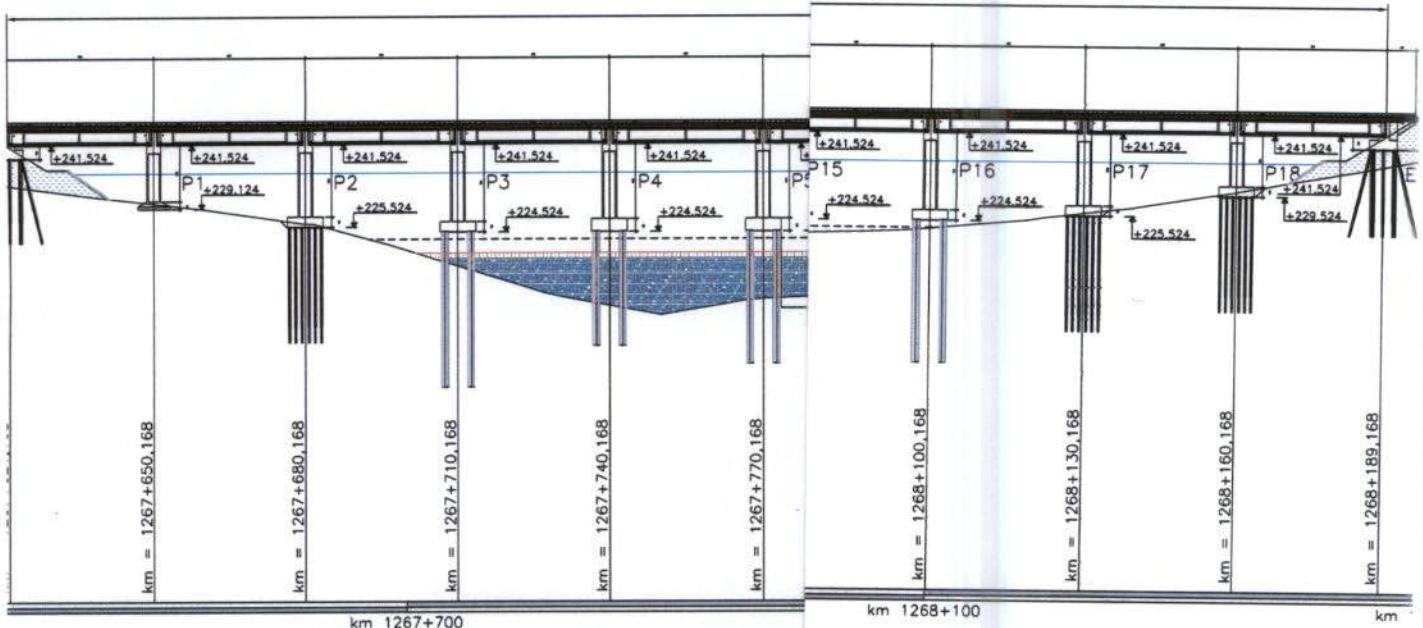 +241,524
+241,524
+241,524
+241,524
+241,524
+241,524
+241,524
+241,524
+241,524
P1
P2
P3
P4
P15
P16
P17
P18
E
+229,124
+225,524
+224,524
+224,524
+224,524
+224,524
+225,524
+241,524
+229,524
km = 1267+650,168
km = 1267+680,168
km = 1267+710,168
km = 1267+740,168
km = 1267+770,168
km = 1268+100,168
km = 1268+130,168
km = 1268+160,168
km = 1268+189,168
km 1267+700
km 1268+100
km